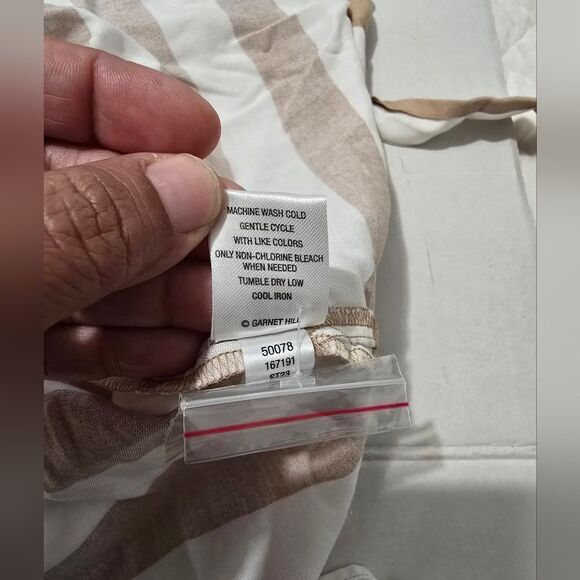 MACHINE WASH COLD
GENTLE CYCLE
WITH LIKE COLORS
ONLY NON-CHLORINE BLEACH
WHEN NEEDED
TUMBLE DRY LOW
COOL IRON
© GARNET HILL
50078
167191